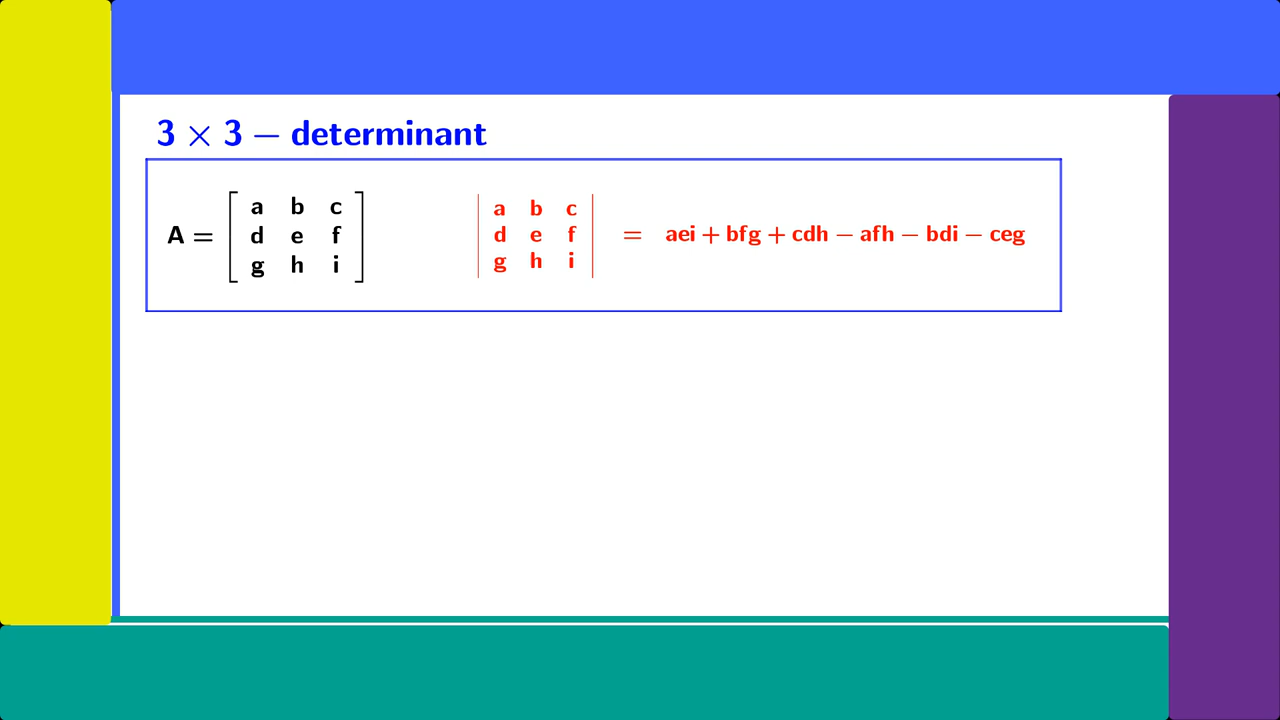 3 × 3 − determinant
a b c a b c
A = d e f d e f = aei + bfg + cdh − afh − bdi − ceg
g h i g h i